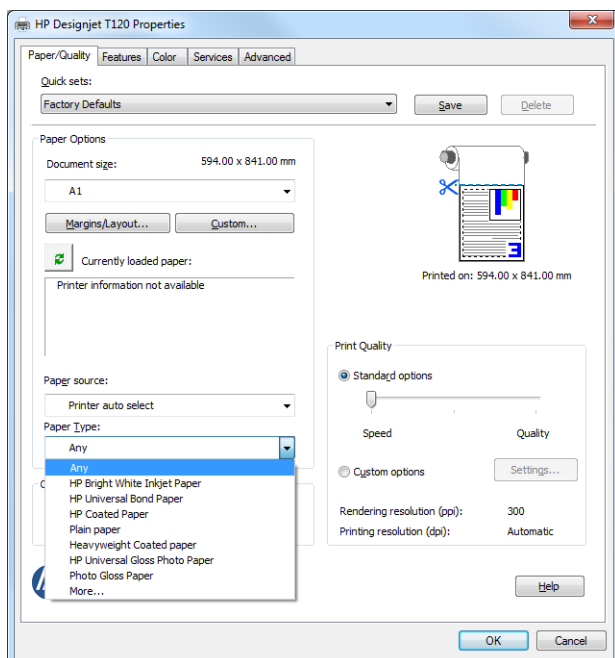 HP Designjet T120 Properties
Paper/Quality Features Color Services Advanced
Quick sets:
Factory Defaults
Save
Delete
Paper Options
Document size:
594.00 x 841.00 mm
A1
Margins/Layout...
Custom...
Currently loaded paper:
Printer information not available
Printed on: 594.00 x 841.00 mm
Paper source:
Printer auto select
Paper Type:
Any
Any
HP Bright White Inkjet Paper
HP Universal Bond Paper
HP Coated Paper
Plain paper
Heavyweight Coated paper
HP Universal Gloss Photo Paper
Photo Gloss Paper
More...
Print Quality
Standard options
Speed
Quality
Custom options
Settings...
Rendering resolution (ppi):
300
Printing resolution (dpi):
Automatic
Help
OK
Cancel